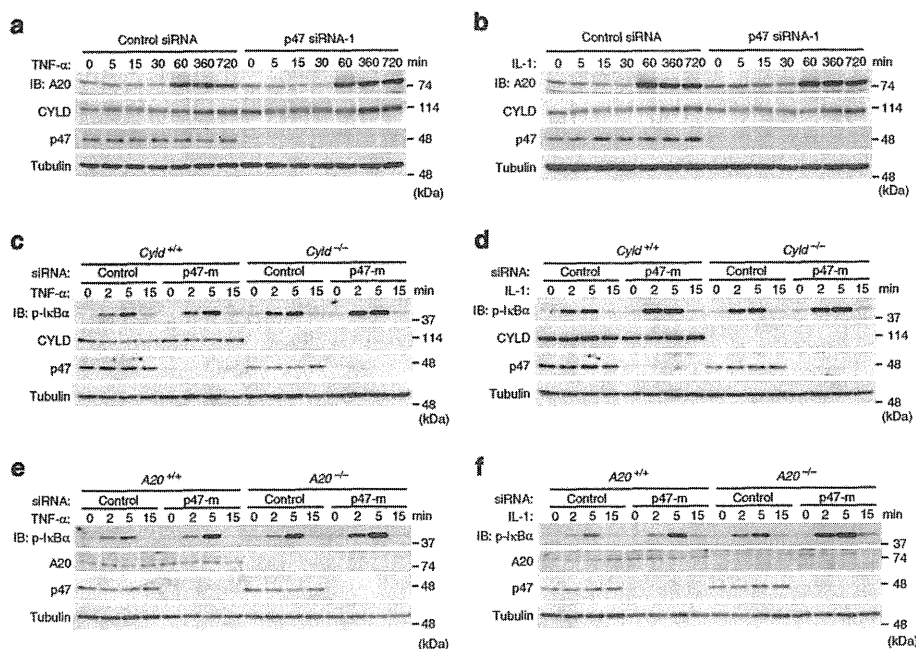 a
Control siRNA p47 siRNA-1
TNF-α: 0 5 15 30 60 360 720 0 5 15 30 60 360 720 min
IB: A20 74
CYLD 114
p47 48
Tubulin
48
(kDa)
b
Control siRNA p47 siRNA-1
IL-1: 0 5 15 30 60 360 720 0 5 15 30 60 360 720 min
IB: A20 74
CYLD 114
p47 48
Tubulin
48
(kDa)
c
Cyld +/+ Cyld −/−
siRNA: Control p47-m Control p47-m
TNF-α: 0 2 5 15 0 2 5 15 0 2 5 15 0 2 5 15 min
IB: p-IκBα 37
CYLD 114
p47 48
Tubulin
48
(kDa)
d
Cyld +/+ Cyld −/−
siRNA: Control p47-m Control p47-m
IL-1: 0 2 5 15 0 2 5 15 0 2 5 15 0 2 5 15 min
IB: p-IκBα 37
CYLD 114
p47 48
Tubulin
48
(kDa)
e
A20 +/+ A20 −/−
siRNA: Control p47-m Control p47-m
TNF-α: 0 2 5 15 0 2 5 15 0 2 5 15 0 2 5 15 min
IB: p-IκBα 37
A20 74
p47 48
Tubulin
48
(kDa)
f
A20 +/+ A20 −/−
siRNA: Control p47-m Control p47-m
IL-1: 0 2 5 15 0 2 5 15 0 2 5 15 0 2 5 15 min
IB: p-IκBα 37
A20 74
p47 48
Tubulin
48
(kDa)